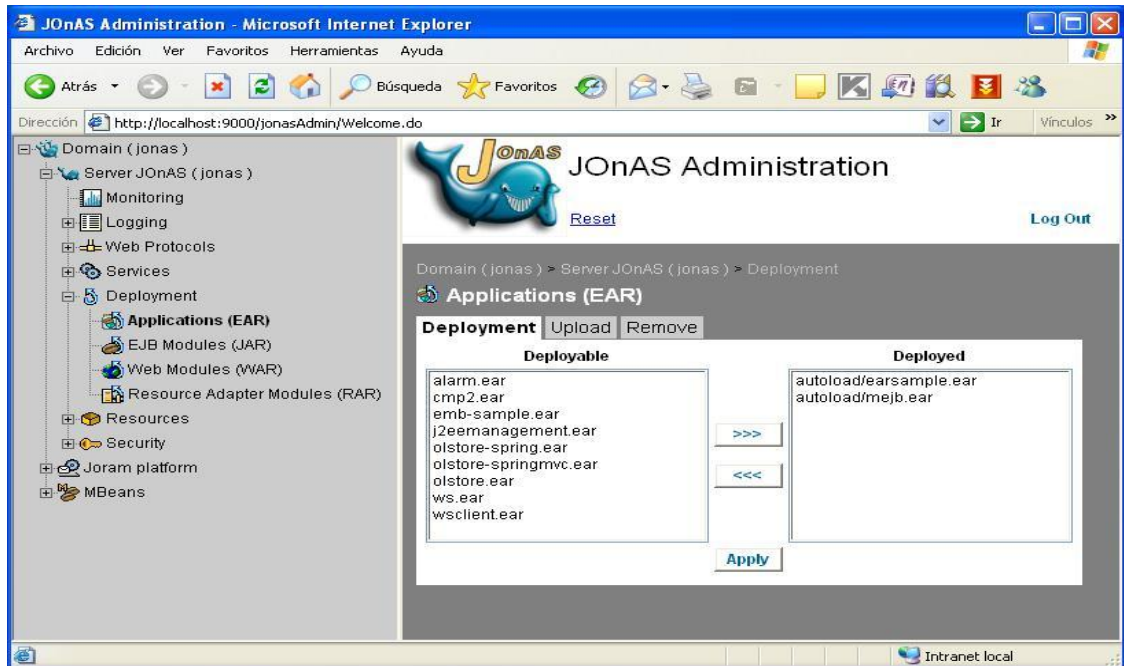 JOnAS Administration - Microsoft Internet Explorer
Archivo Edición Ver Favoritos Herramientas Ayuda
Atrás Búsqueda Favoritos
Dirección http://localhost:9000/jonasAdmin/Welcome.do Ir Vínculos »
Domain ( jonas )
Server JOnAS ( jonas )
Monitoring
Logging
Web Protocols
Services
Deployment
Applications (EAR)
EJB Modules (JAR)
Web Modules (WAR)
Resource Adapter Modules (RAR)
Resources
Security
Joram platform
MBeans
JOnAS
JOnAS Administration
Reset Log Out
Domain ( jonas ) > Server JOnAS ( jonas ) > Deployment
Applications (EAR)
Deployment Upload Remove
Deployable
alarm.ear
cmp2.ear
emb-sample.ear
j2eemanagement.ear
olstore-spring.ear
olstore-springmvc.ear
olstore.ear
ws.ear
wsclient.ear
>>>
<<<
Apply
Deployed
autoload/earsample.ear
autoload/mejb.ear
Intranet local